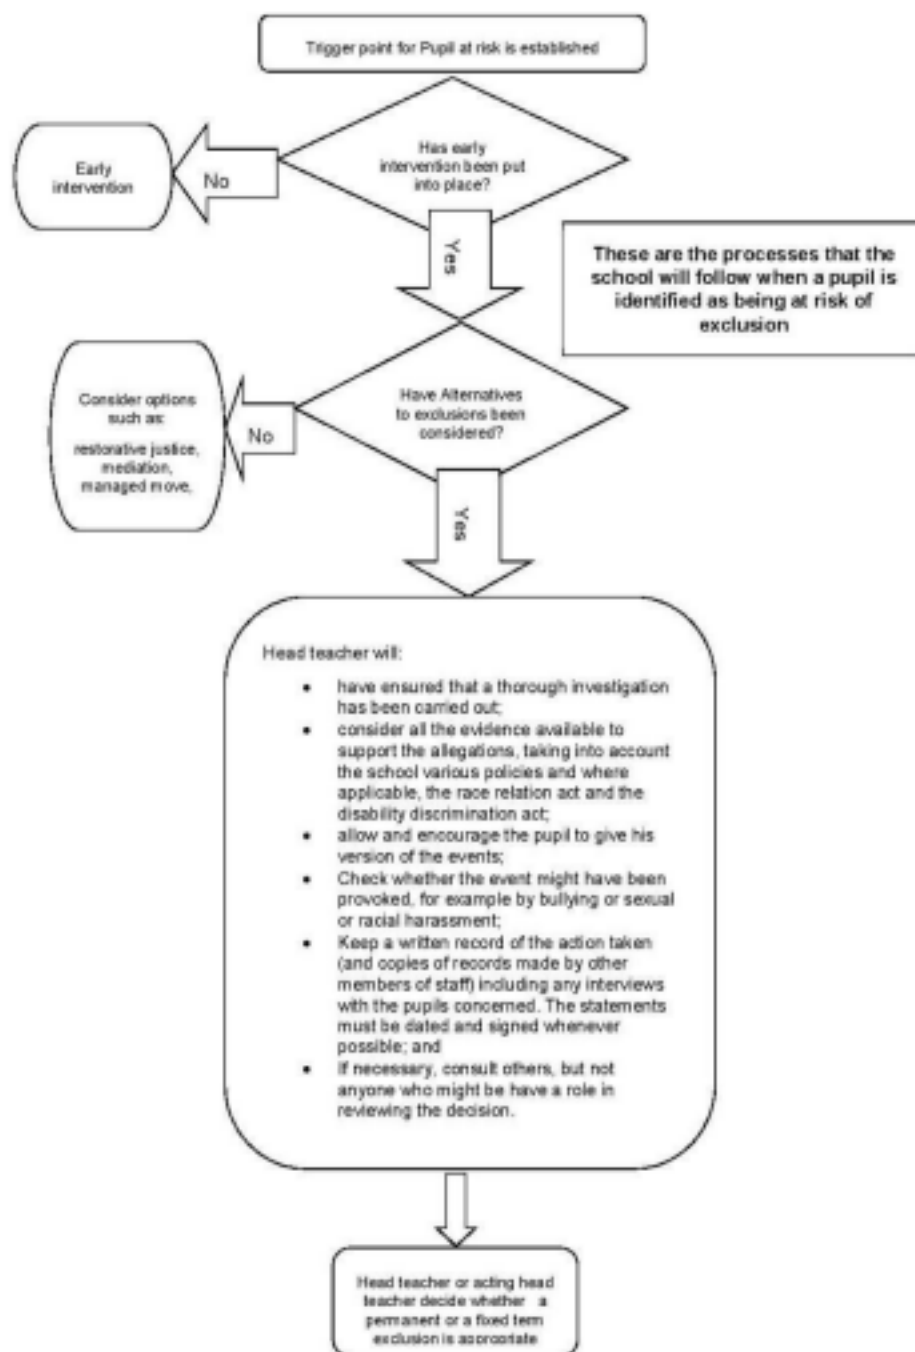 Trigger point for Pupil at risk is established
Has early
intervention been put
into place?
No
Early
intervention
Yes
These are the processes that the
school will follow when a pupil is
identified as being at risk of
exclusion
Have Alternatives
to exclusions been
considered?
No
Consider options
such as:
restorative justice,
mediation,
managed move,
Yes
Head teacher will:
• have ensured that a thorough investigation
has been carried out;
• consider all the evidence available to
support the allegations, taking into account
the school various policies and where
applicable, the race relation act and the
disability discrimination act;
• allow and encourage the pupil to give his
version of the events;
• Check whether the event might have been
provoked, for example by bullying or sexual
or racial harassment;
• Keep a written record of the action taken
(and copies of records made by other
members of staff) including any interviews
with the pupils concerned. The statements
must be dated and signed whenever
possible; and
• If necessary, consult others, but not
anyone who might be have a role in
reviewing the decision.
Head teacher or acting head
teacher decide whether a
permanent or a fixed term
exclusion is appropriate